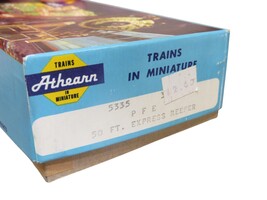 TRAINS
Athearn
IN MINIATURE
TRAINS
IN MINIATURE
5335
P F E
50 FT. EXPRESS REEFER